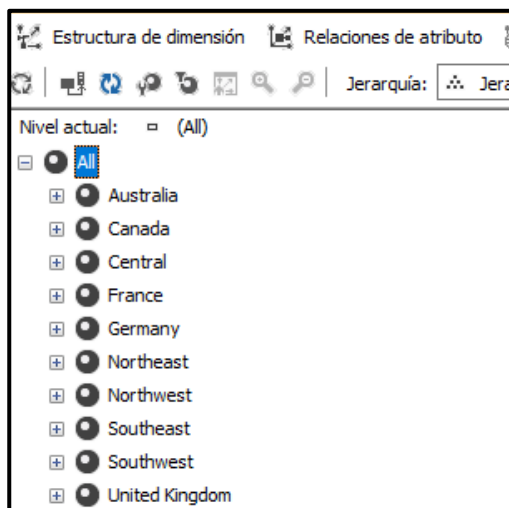 Estructura de dimensión Relaciones de atributo
Jerarquía: Jera
Nivel actual: (All)
All
Australia
Canada
Central
France
Germany
Northeast
Northwest
Southeast
Southwest
United Kingdom